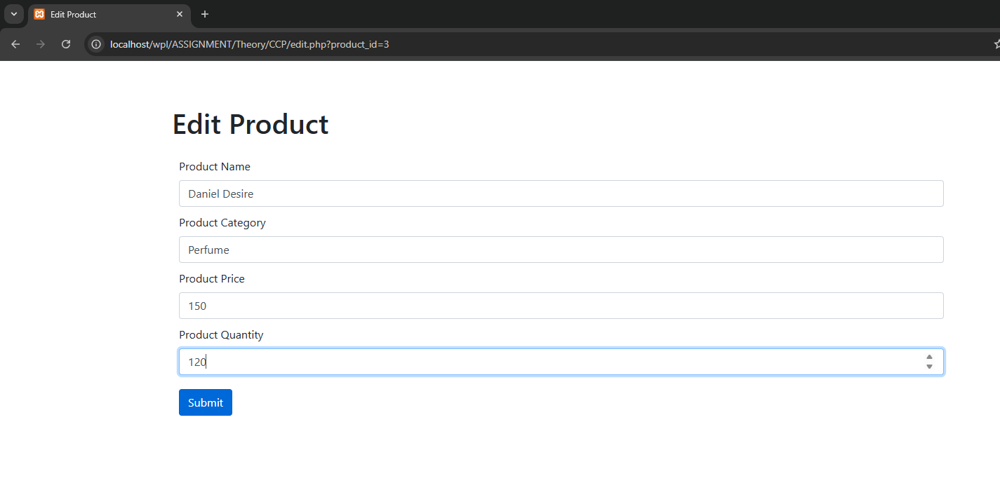 Edit Product
localhost/wpl/ASSIGNMENT/Theory/CCP/edit.php?product_id=3
Edit Product
Product Name
Daniel Desire
Product Category
Perfume
Product Price
150
Product Quantity
120
Submit